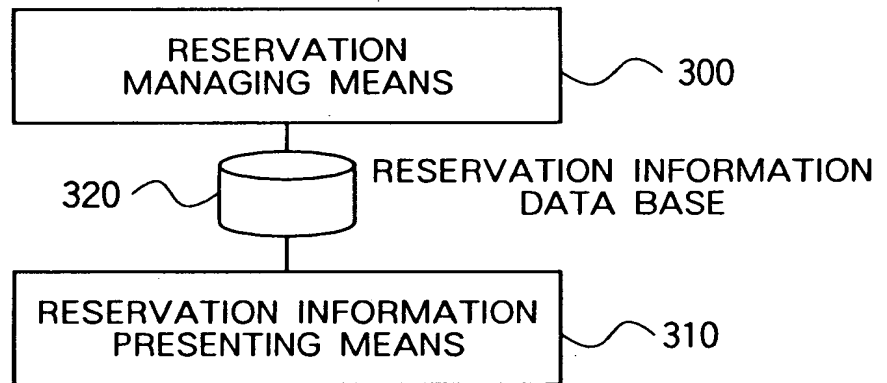 RESERVATION
MANAGING MEANS
300
320
RESERVATION INFORMATION
DATA BASE
RESERVATION INFORMATION
PRESENTING MEANS
310